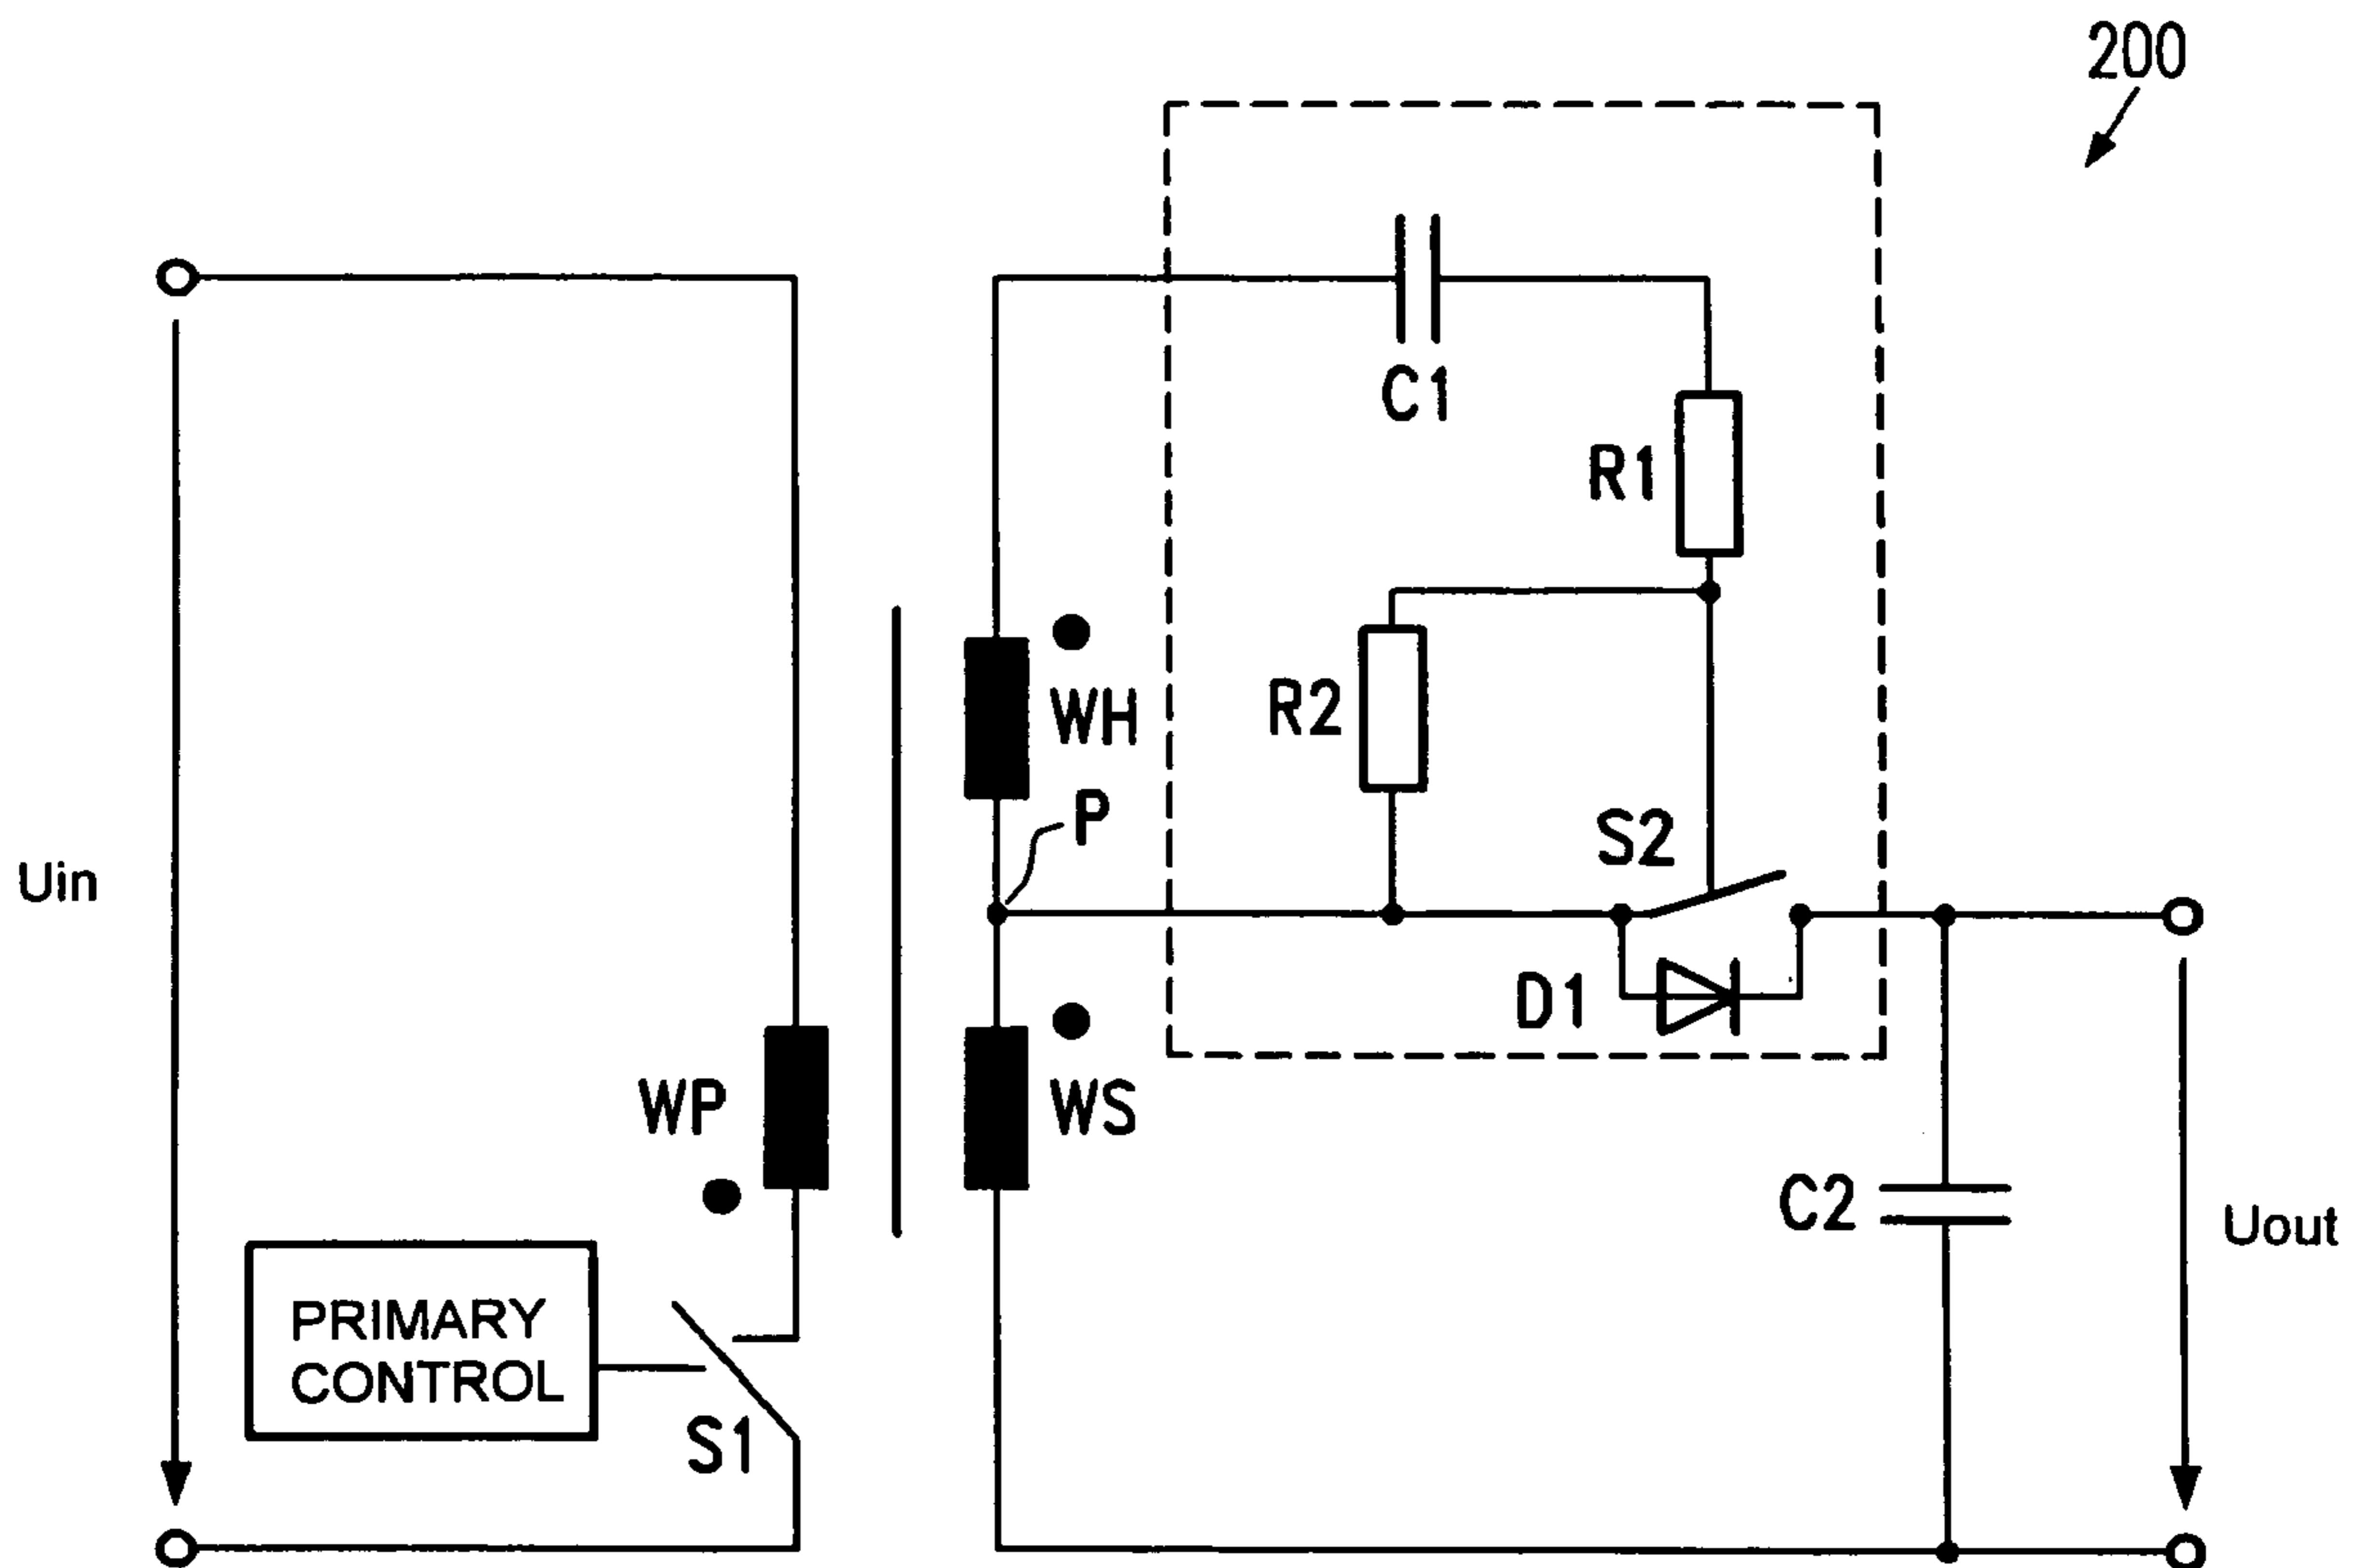 200
C1
R1
R2
WH
P
S2
Uin
D1
WP
WS
C2
Uout
PRIMARY
CONTROL
S1